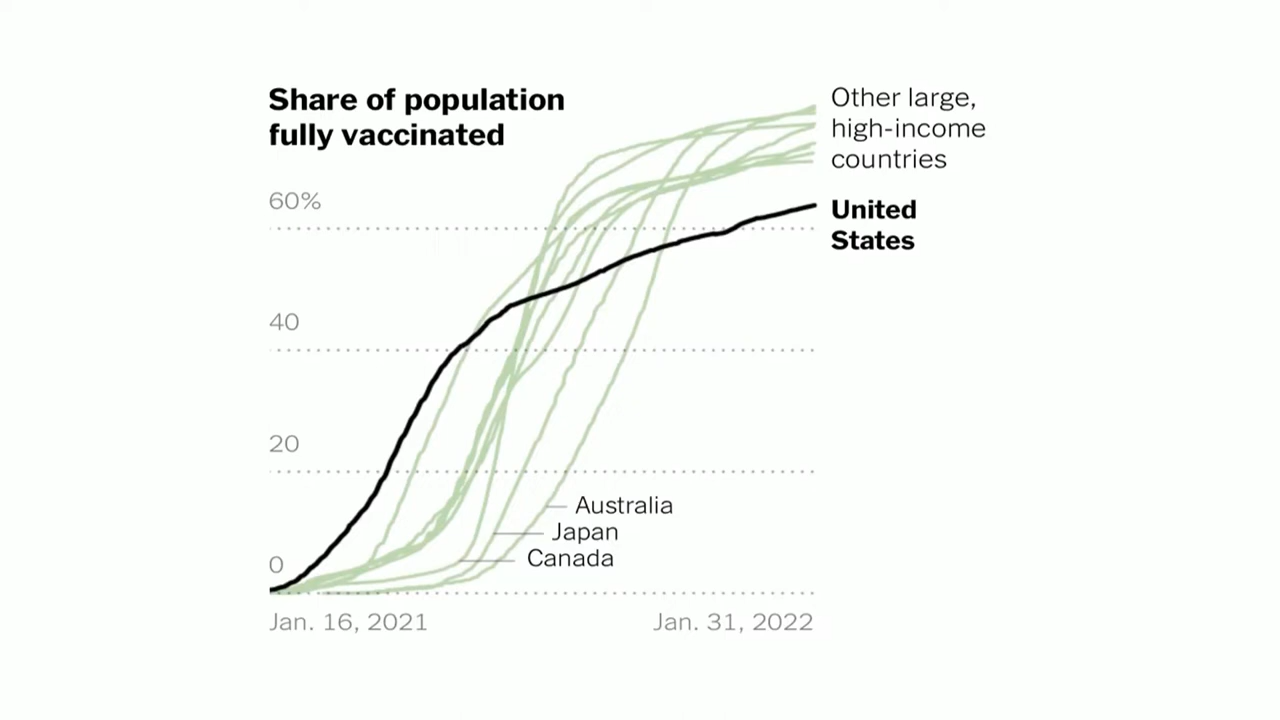 Share of population
fully vaccinated
Other large,
high-income
countries
60%
United
States
40
20
Australia
Japan
Canada
0
Jan. 16, 2021
Jan. 31, 2022